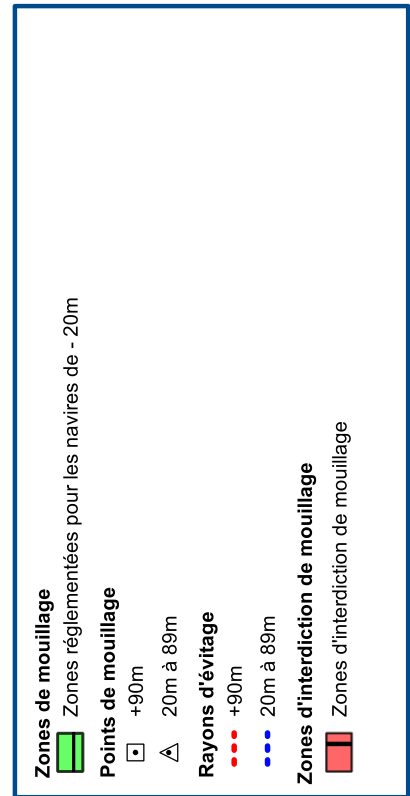 Zones de mouillage
Zones réglementées pour les navires de - 20m
Points de mouillage
+90m
20m à 89m
Rayons d'évitage
+90m
20m à 89m
Zones d'interdiction de mouillage
Zones d'interdiction de mouillage